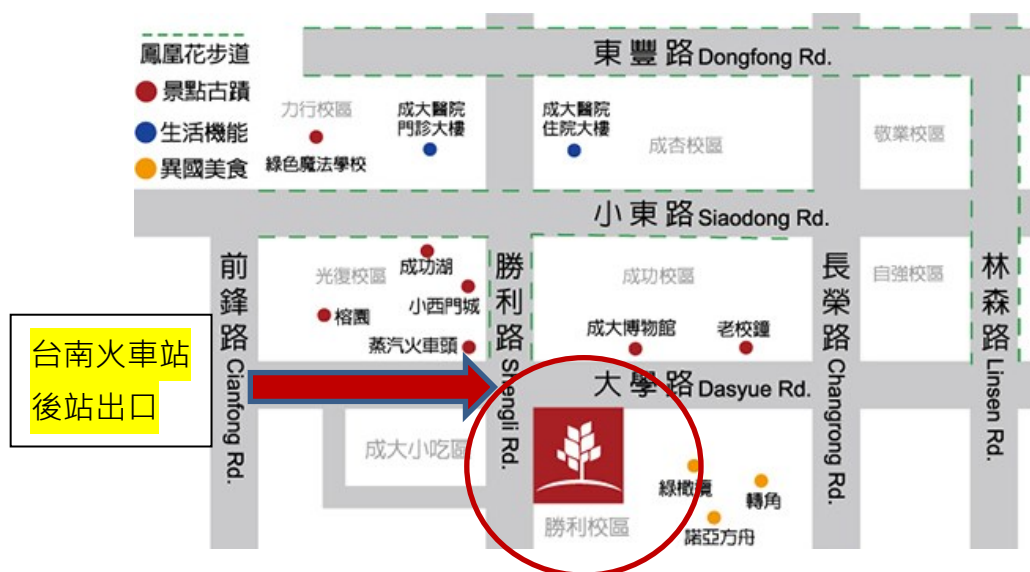 鳳凰花步道
景點古蹟
生活機能
異國美食
東豐路 Dongfong Rd.
力行校區
綠色魔法學校
成大醫院
門診大樓
成大醫院
住院大樓
成杏校區
敬業校區
小東路 Siaodong Rd.
前鋒路 Cianfong Rd.
光復校區
成功湖
小西門城
榕園
蒸汽火車頭
勝利路 Shengli Rd.
成功校區
成大博物館
老校鐘
長榮路 Changrong Rd.
自強校區
林森路 Linsen Rd.
台南火車站
後站出口
大學路 Dasyue Rd.
成大小吃區
勝利校區
綠橄欖
轉角
諾亞方舟